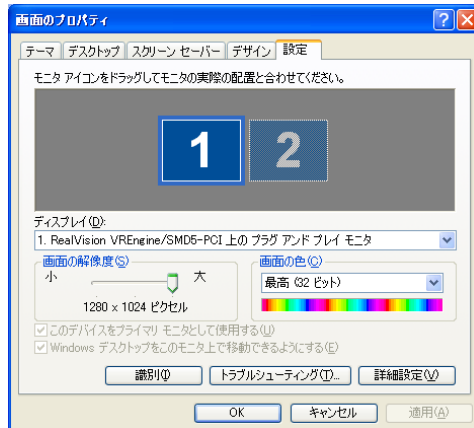 画面のプロパティ
テーマ デスクトップ スクリーン セーバー デザイン 設定
モニタ アイコンをドラッグしてモニタの実際の配置と合わせてください。
1 2
ディスプレイ(D):
1. RealVision VREngine/SMD5-PCI 上の プラグ アンド プレイ モニタ
画面の解像度(S) 画面の色(C)
小 大 最高 (32 ビット)
1280 x 1024 ピクセル
このデバイスをプライマリ モニタとして使用する(U)
Windows デスクトップをこのモニタ上で移動できるようにする(E)
識別(I) トラブルシューティング(T)... 詳細設定(V)
OK キャンセル 適用(A)